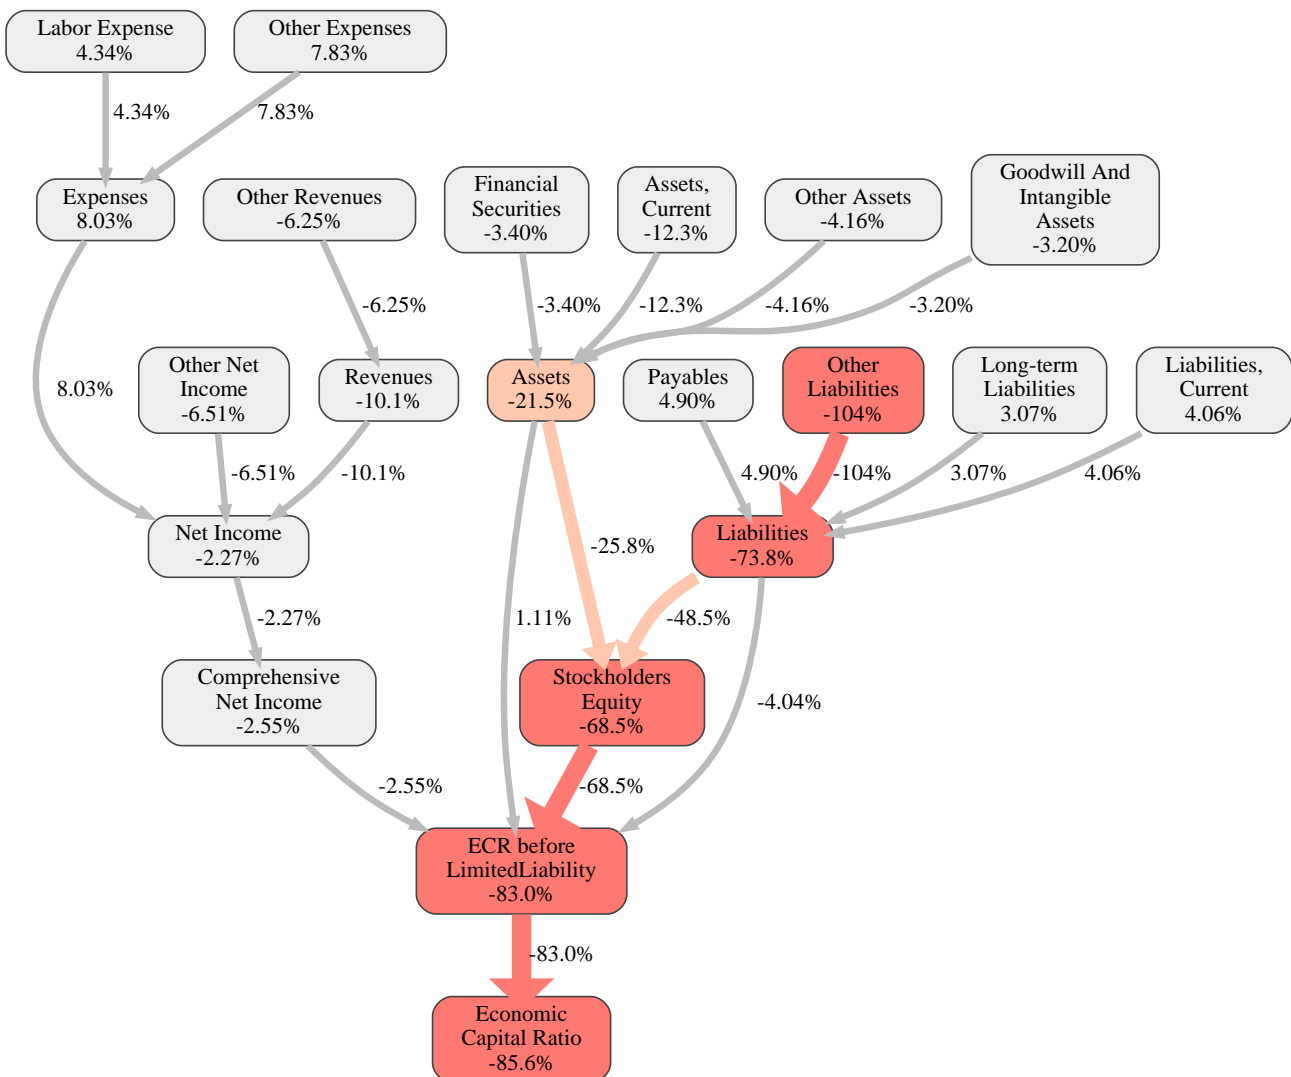 Labor Expense
4.34%
Other Expenses
7.83%
4.34%
7.83%
Expenses
8.03%
Other Revenues
-6.25%
Financial
Securities
-3.40%
Assets,
Current
-12.3%
Other Assets
-4.16%
Goodwill And
Intangible
Assets
-3.20%
-6.25%
-3.40%
-12.3%
-4.16%
-3.20%
8.03%
Other Net
Income
-6.51%
Revenues
-10.1%
Assets
-21.5%
Payables
4.90%
Other
Liabilities
-104%
Long-term
Liabilities
3.07%
Liabilities,
Current
4.06%
-6.51%
-10.1%
4.90%
-104%
3.07%
4.06%
Net Income
-2.27%
-25.8%
Liabilities
-73.8%
-2.27%
1.11%
-48.5%
Comprehensive
Net Income
-2.55%
Stockholders
Equity
-68.5%
-4.04%
-2.55%
-68.5%
ECR before
LimitedLiability
-83.0%
-83.0%
Economic
Capital Ratio
-85.6%